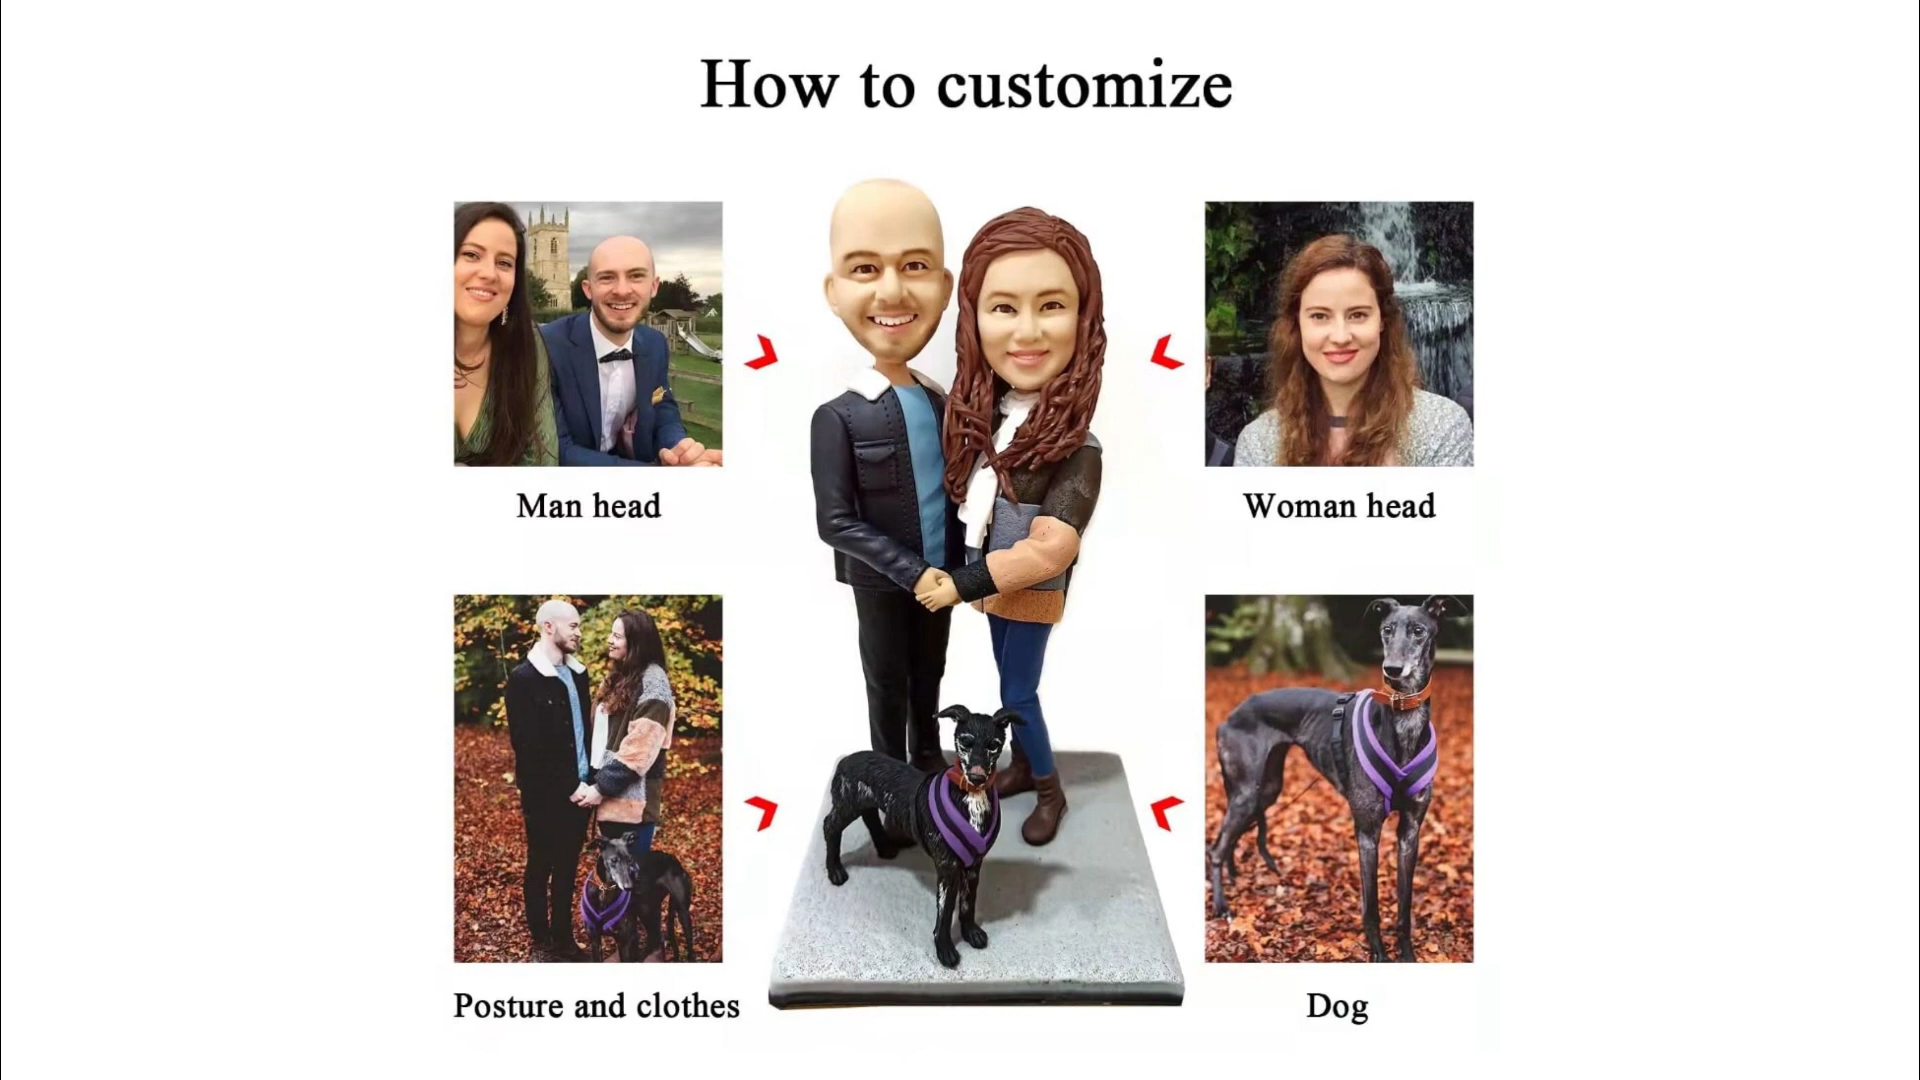 How to customize
Man head
Woman head
Posture and clothes
Dog